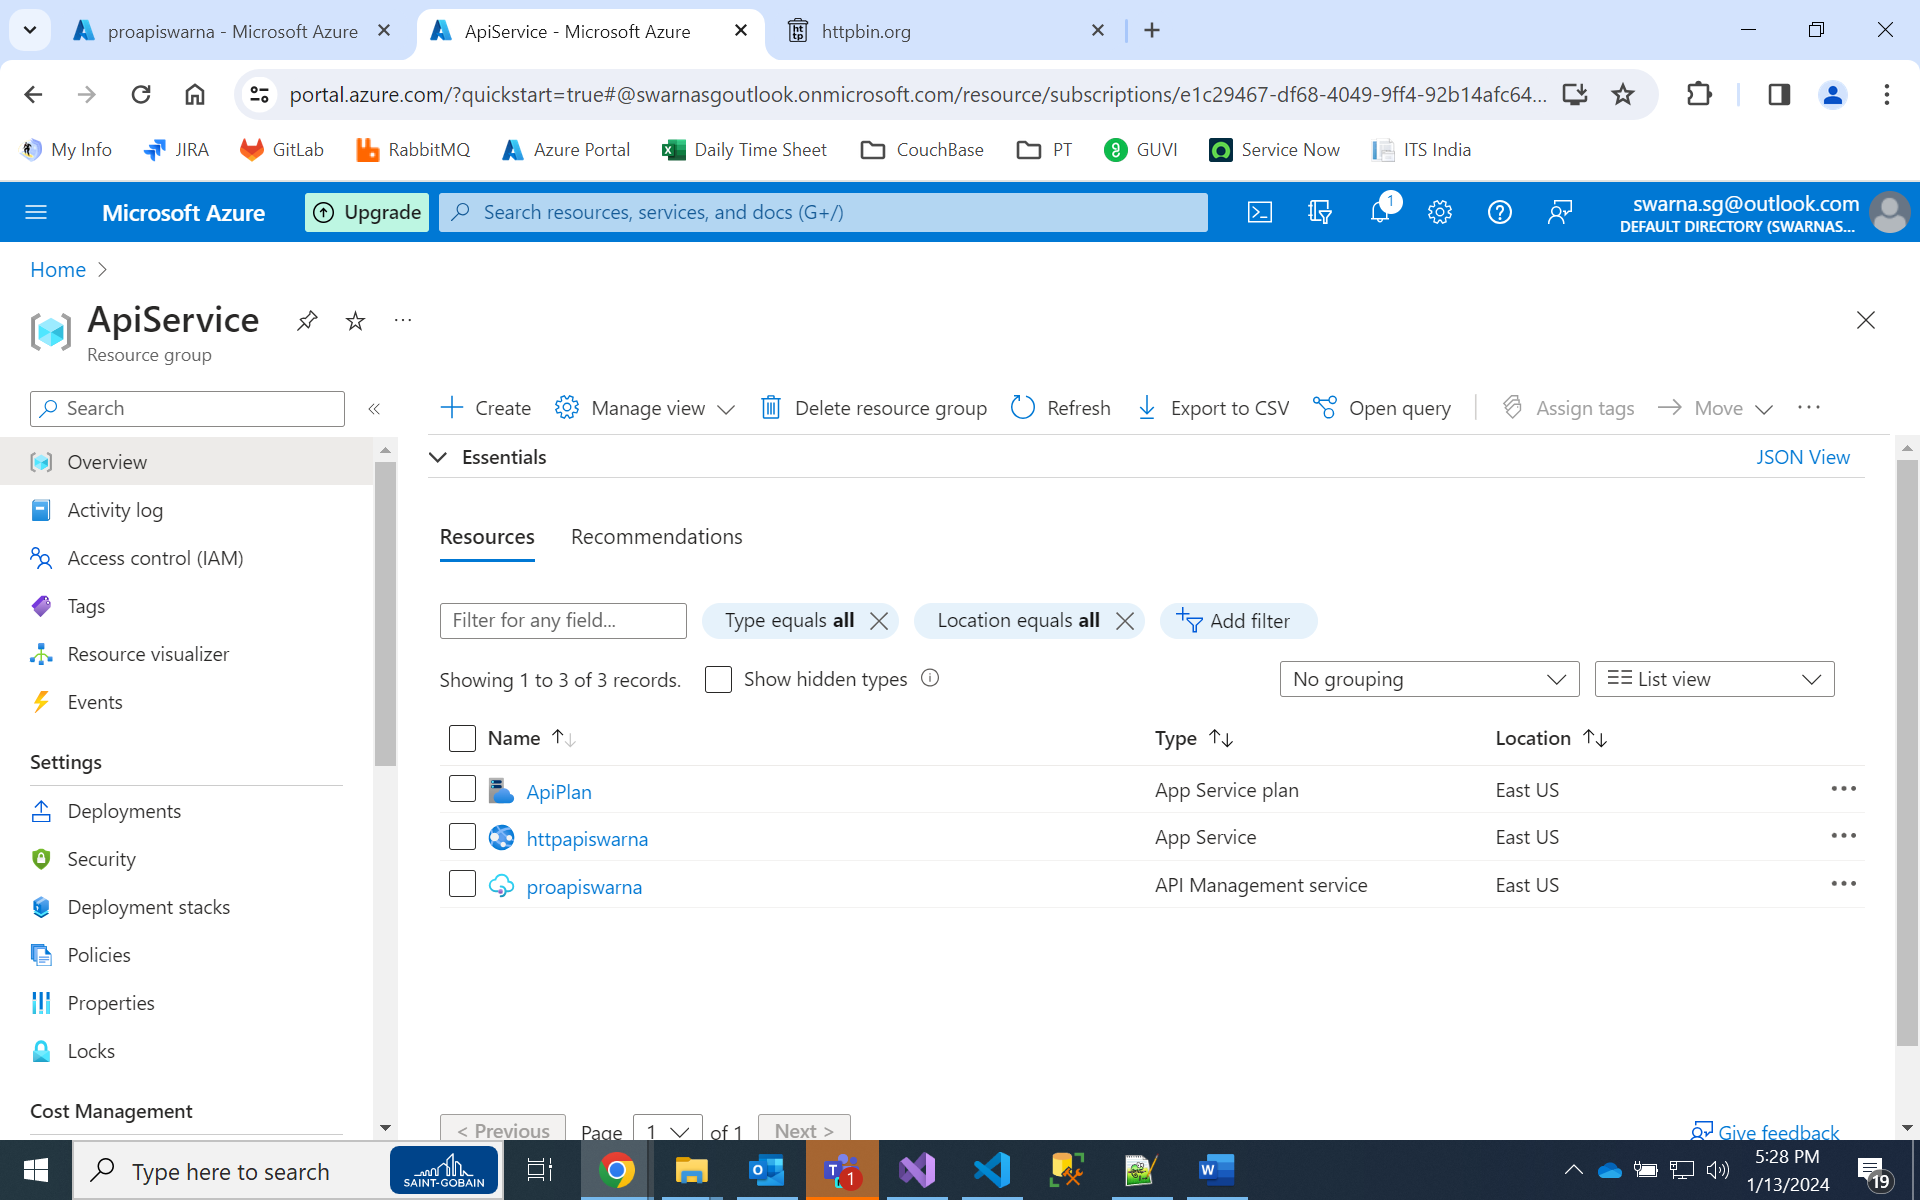 proapiswarna - Microsoft Azure
ApiService - Microsoft Azure
httpbin.org
portal.azure.com/?quickstart=true#@swarnasgoutlook.onmicrosoft.com/resource/subscriptions/e1c29467-df68-4049-9ff4-92b14afc64...
My Info
JIRA
GitLab
RabbitMQ
Azure Portal
Daily Time Sheet
CouchBase
PT
GUVI
Service Now
ITS India
Microsoft Azure
Upgrade
Search resources, services, and docs (G+/)
1
swarna.sg@outlook.com
DEFAULT DIRECTORY (SWARNAS...
Home
ApiService
Resource group
Search
Create
Manage view
Delete resource group
Refresh
Export to CSV
Open query
Assign tags
Move
Overview
Activity log
Access control (IAM)
Tags
Resource visualizer
Events
Settings
Deployments
Security
Deployment stacks
Policies
Properties
Locks
Cost Management
Essentials
JSON View
Resources
Recommendations
Filter for any field...
Type equals all
Location equals all
Add filter
Showing 1 to 3 of 3 records.
Show hidden types
No grouping
List view
Name
Type
Location
ApiPlan
App Service plan
East US
httpapiswarna
App Service
East US
proapiswarna
API Management service
East US
< Previous
Page
1
of 1
Next >
Give feedback
Type here to search
SAINT-GOBAIN
1
5:28 PM
1/13/2024
19